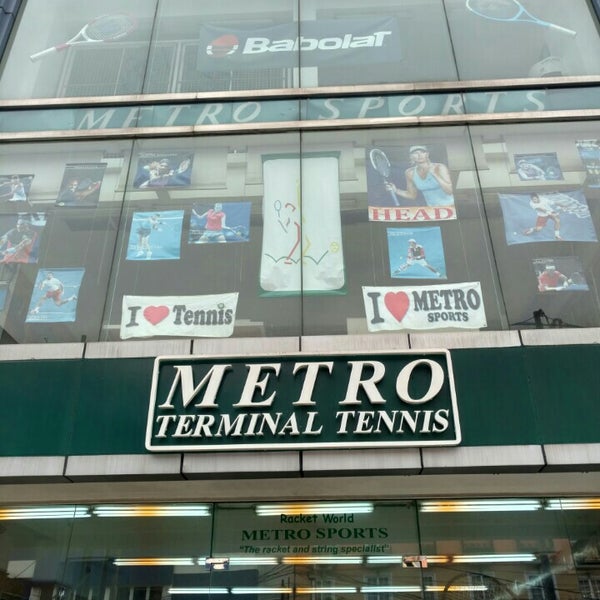 BaBoLAT
METRO SPORTS
HEAD
I ❤ Tennis
I ❤ METRO
SPORTS
METRO
TERMINAL TENNIS
Racket World
METRO SPORTS
"The racket and string specialist"